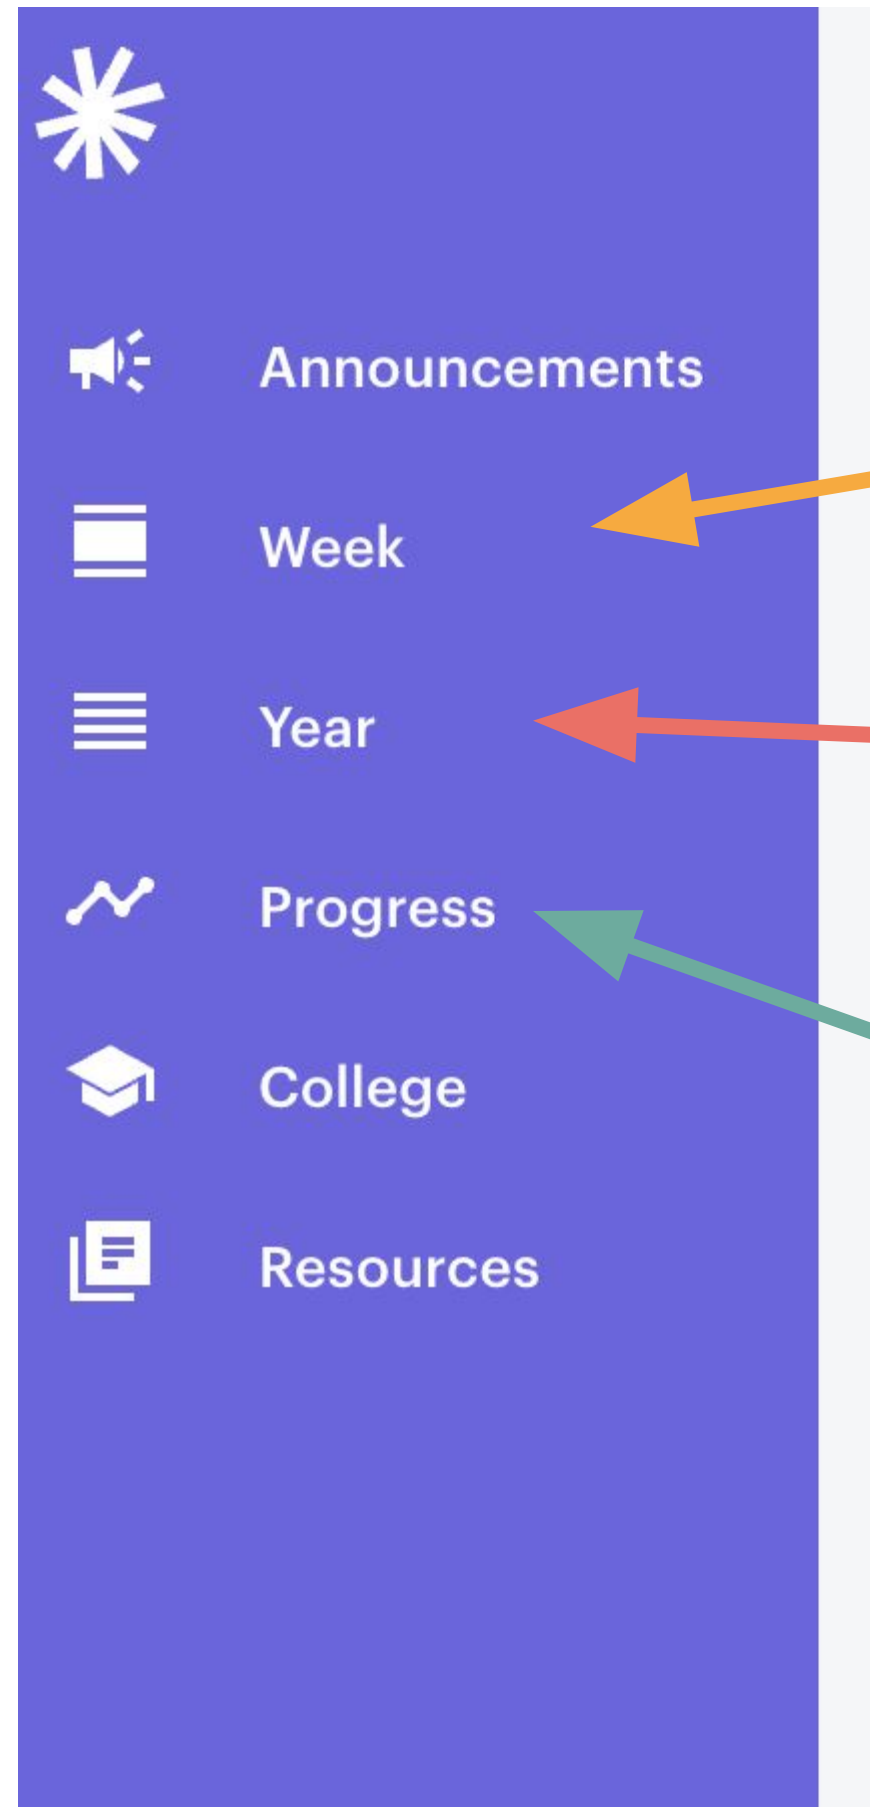 Announcements
Week
Year
Progress
College
Resources